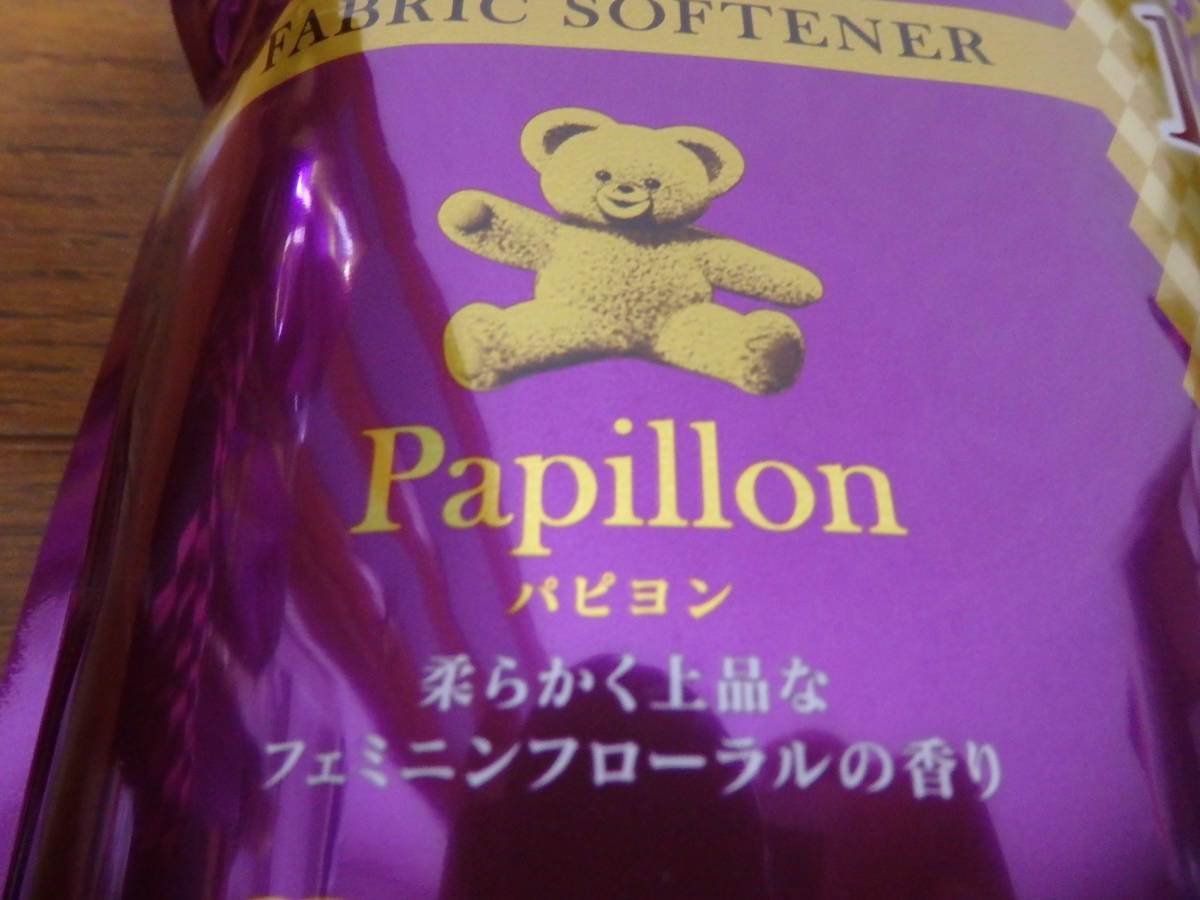 FABRIC SOFTENER
Papillon
パピヨン
柔らかく上品な
フェミニンフローラルの香り